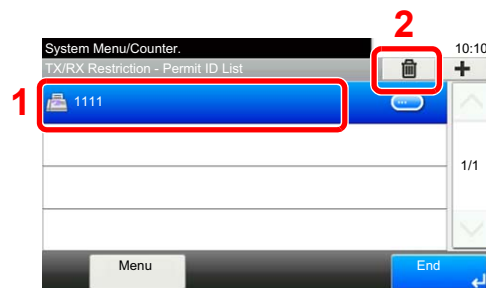 2
System Menu/Counter.
10:10
TX/RX Restriction - Permit ID List
1
1111
1/1
Menu
End